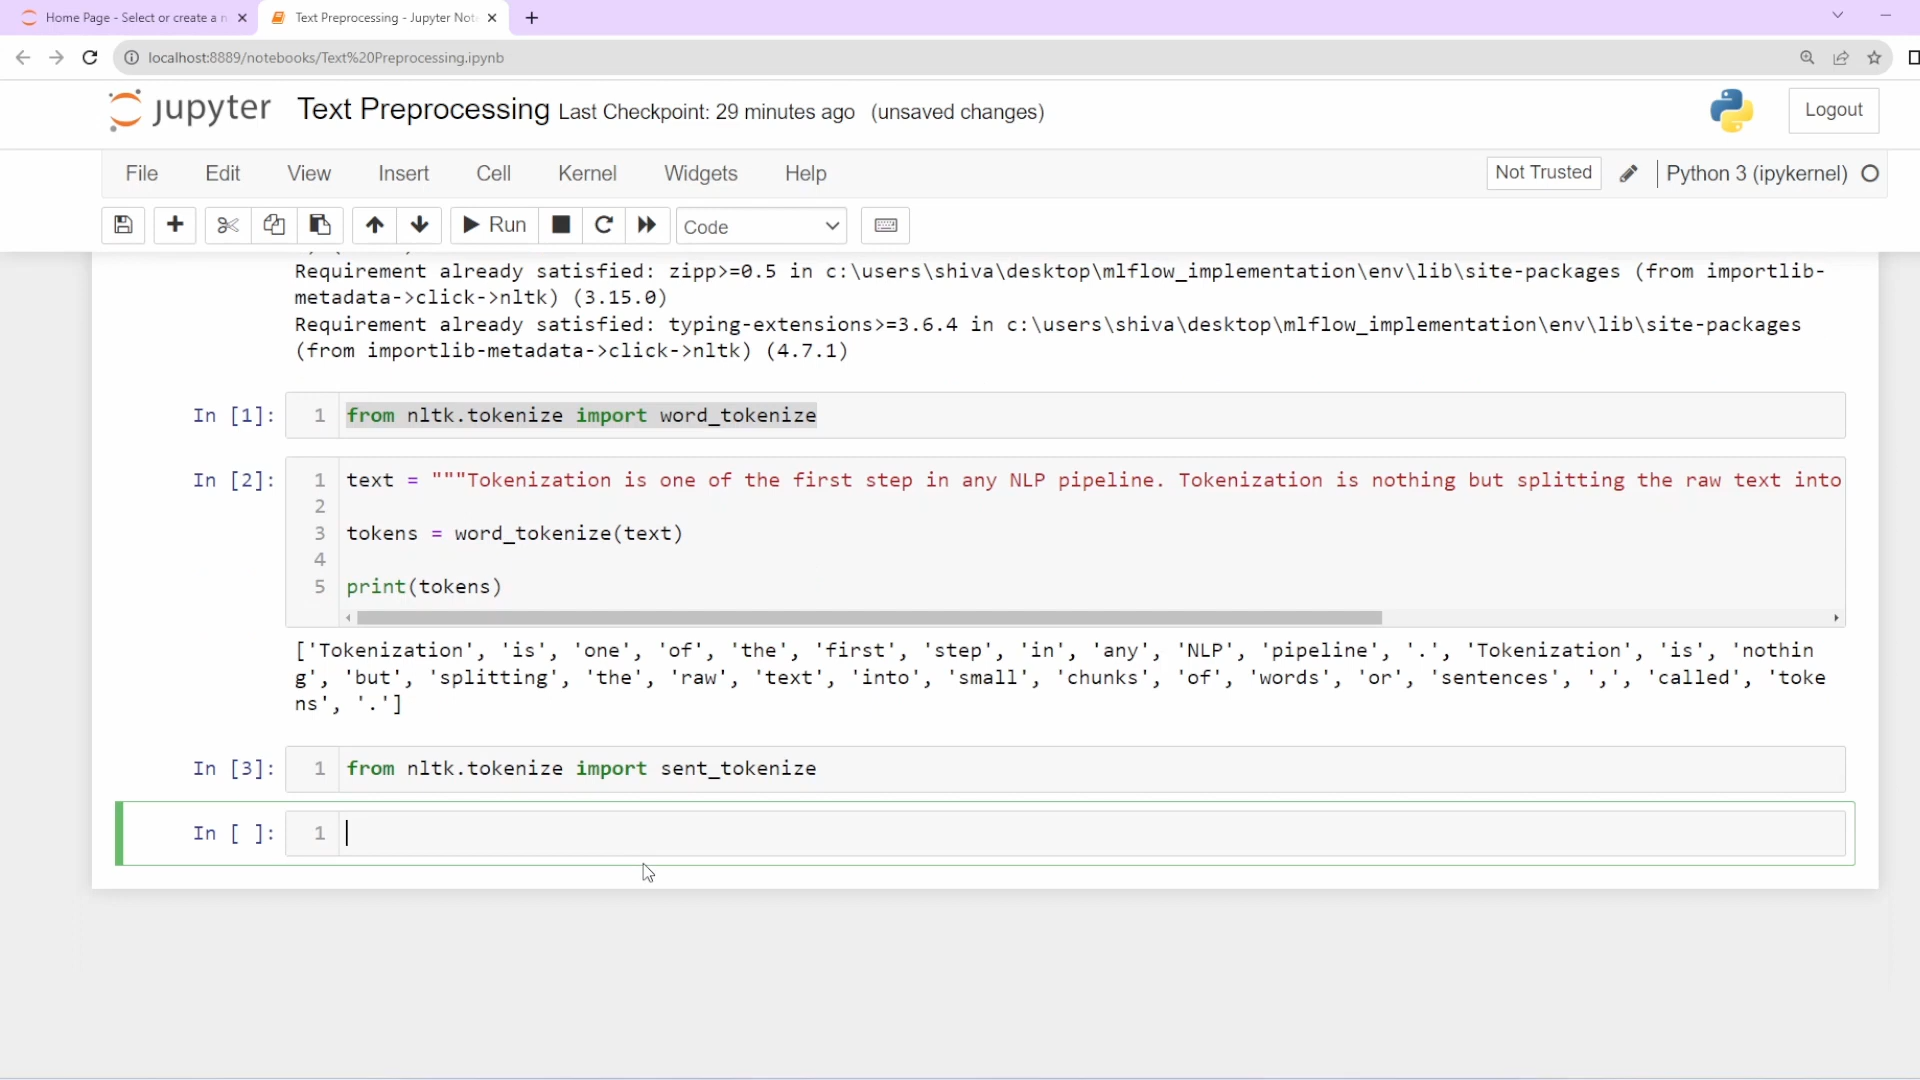 Home Page - Select or create a n
Text Preprocessing - Jupyter Not
localhost:8889/notebooks/Text%20Preprocessing.ipynb
jupyter Text Preprocessing Last Checkpoint: 29 minutes ago (unsaved changes)
Logout
File Edit View Insert Cell Kernel Widgets Help
Not Trusted
Python 3 (ipykernel)
Run
Code
Requirement already satisfied: zipp>=0.5 in c:\users\shiva\desktop\mlflow_implementation\env\lib\site-packages (from importlib-
metadata->click->nltk) (3.15.0)
Requirement already satisfied: typing-extensions>=3.6.4 in c:\users\shiva\desktop\mlflow_implementation\env\lib\site-packages
(from importlib-metadata->click->nltk) (4.7.1)
In [1]: 1 from nltk.tokenize import word_tokenize
In [2]: 1 text = """Tokenization is one of the first step in any NLP pipeline. Tokenization is nothing but splitting the raw text into
2
3 tokens = word_tokenize(text)
4
5 print(tokens)
['Tokenization', 'is', 'one', 'of', 'the', 'first', 'step', 'in', 'any', 'NLP', 'pipeline', '.', 'Tokenization', 'is', 'nothin
g', 'but', 'splitting', 'the', 'raw', 'text', 'into', 'small', 'chunks', 'of', 'words', 'or', 'sentences', ',', 'called', 'toke
ns', '.']
In [3]: 1 from nltk.tokenize import sent_tokenize
In [ ]: 1